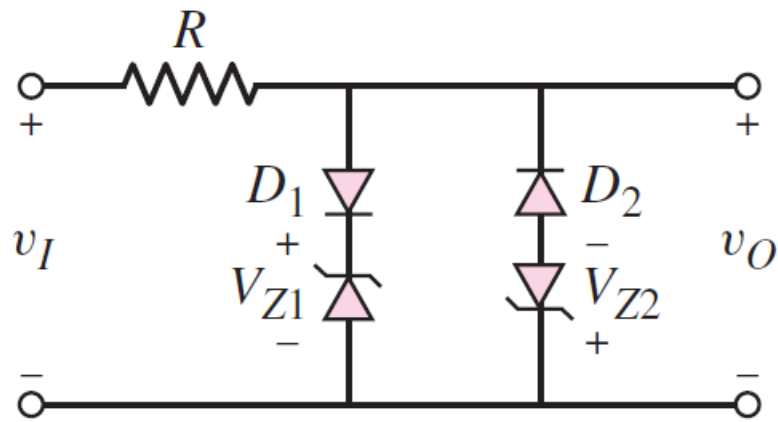 R
+ +
D1 D2
+ −
vI VZ1 VZ2 vO
− +
− −